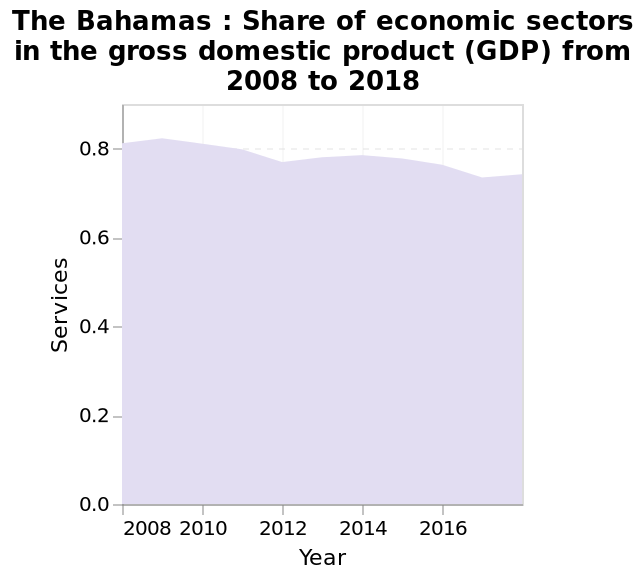 The Bahamas : Share of economic sectors
in the gross domestic product (GDP) from
2008 to 2018
0.8
0.6
0.4
0.2
0.0
Services
2008 2010 2012 2014 2016
Year